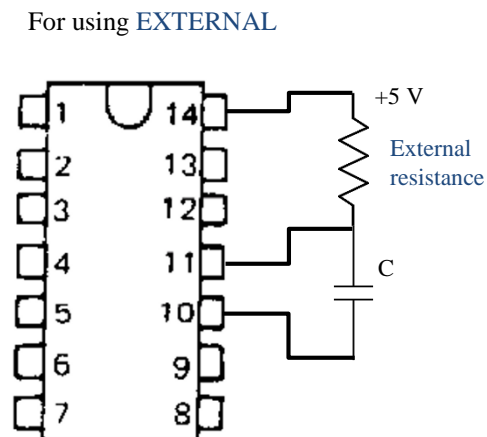 For using EXTERNAL
+5 V
1 14
External
2 13
resistance
3 12
4 11
C
5 10
6 9
7 8